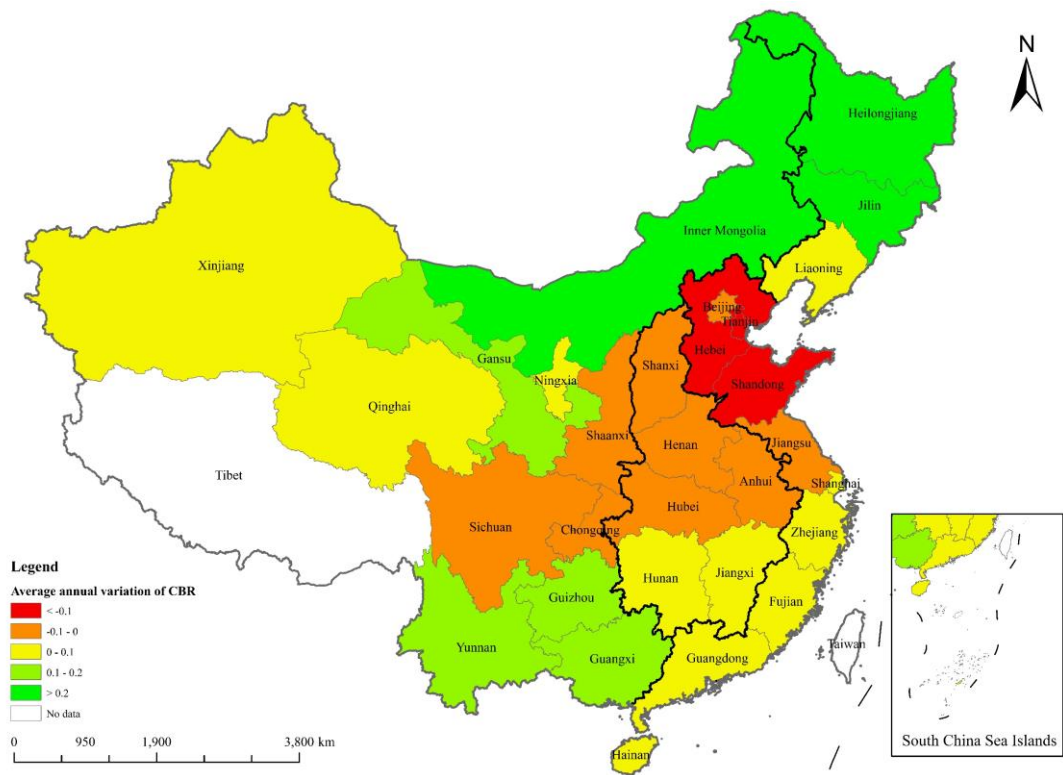 N
Heilongjiang
Jilin
Inner Mongolia
Liaoning
Xinjiang
Beijing
Tianjin
Gansu
Hebei
Shanxi
Ningxia
Shandong
Qinghai
Shaanxi
Henan
Jiangsu
Tibet
Anhui
Shanghai
Hubei
Sichuan
Chongqing
Zhejiang
Hunan
Jiangxi
Guizhou
Fujian
Yunnan
Guangxi
Guangdong
Taiwan
Hainan
Legend
Average annual variation of CBR
< -0.1
-0.1 - 0
0 - 0.1
0.1 - 0.2
> 0.2
No data
0 950 1,900 3,800 km
South China Sea Islands